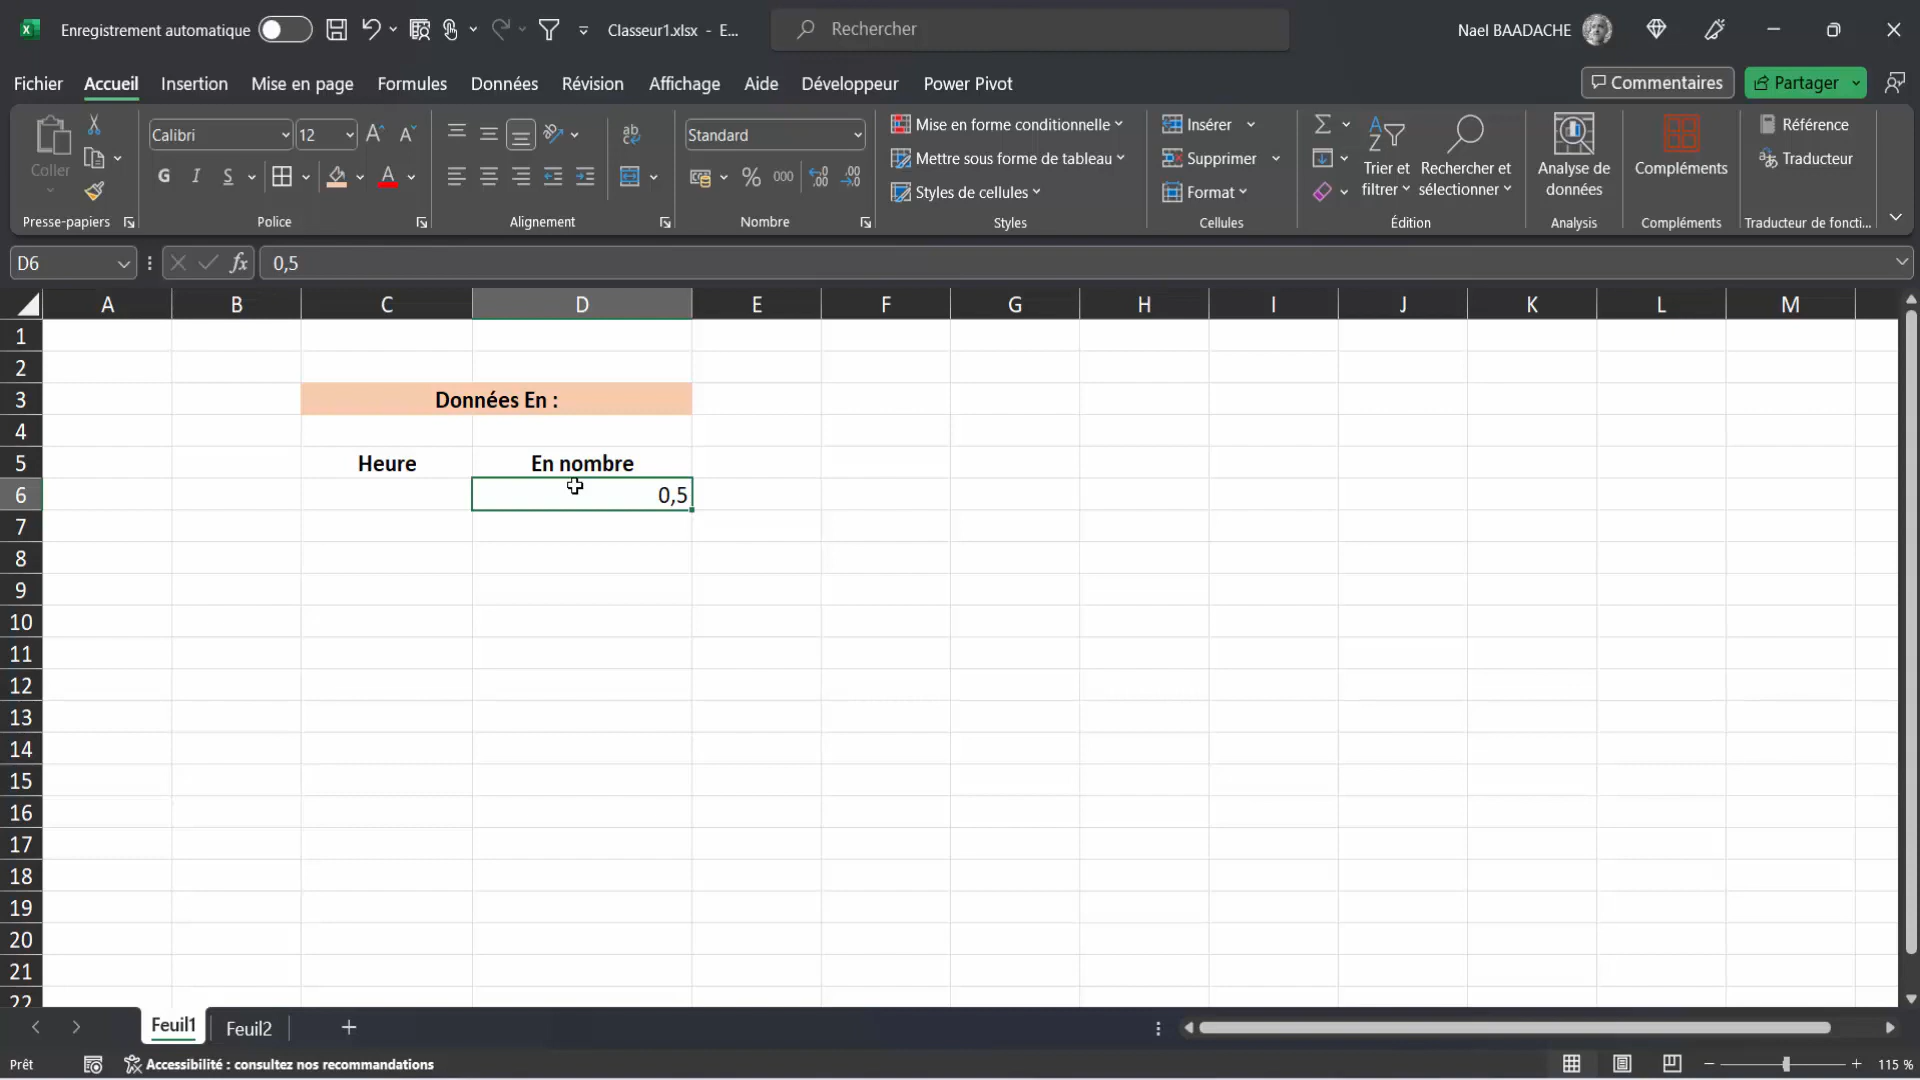 Enregistrement automatique
Classeur1.xlsx - E...
Rechercher
Nael BAADACHE
Fichier Accueil Insertion Mise en page Formules Données Révision Affichage Aide Développeur Power Pivot
Commentaires
Partager
Coller
Presse-papiers
Calibri
12
G I S
A
Police
ab
Alignement
Standard
% 000
Nombre
Mise en forme conditionnelle
Mettre sous forme de tableau
Styles de cellules
Styles
Insérer
Supprimer
Format
Cellules
Σ
Trier et
filtrer
Rechercher et
sélectionner
Édition
Analyse de
données
Analysis
Compléments
Compléments
Référence
Traducteur
Traducteur de foncti...
D6
fx
0,5
A B C D E F G H I J K L M
1
2
3 Données En :
4
5 Heure En nombre
6 0,5
7
8
9
10
11
12
13
14
15
16
17
18
19
20
21
22
Feuil1 Feuil2 +
Prêt
Accessibilité : consultez nos recommandations
115 %